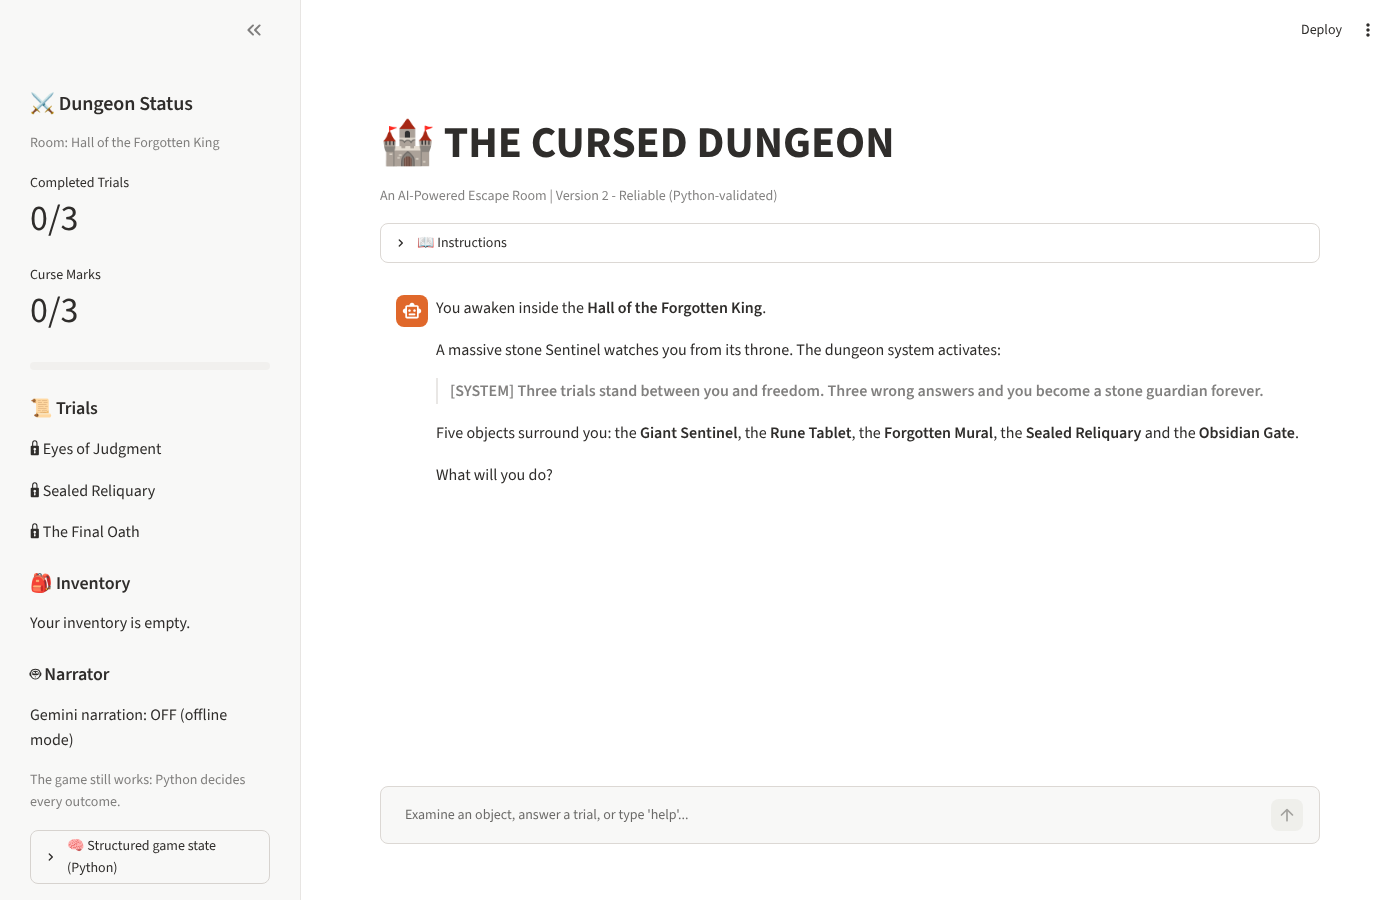 Deploy
⚔️ Dungeon Status
Room: Hall of the Forgotten King
Completed Trials
0/3
Curse Marks
0/3
📜 Trials
🔒 Eyes of Judgment
🔒 Sealed Reliquary
🔒 The Final Oath
🎒 Inventory
Your inventory is empty.
Narrator
Gemini narration: OFF (offline
mode)
The game still works: Python decides
every outcome.
🧠 Structured game state
(Python)
🏰 THE CURSED DUNGEON
An AI-Powered Escape Room | Version 2 - Reliable (Python-validated)
📖 Instructions
You awaken inside the Hall of the Forgotten King.
A massive stone Sentinel watches you from its throne. The dungeon system activates:
[SYSTEM] Three trials stand between you and freedom. Three wrong answers and you become a stone guardian forever.
Five objects surround you: the Giant Sentinel, the Rune Tablet, the Forgotten Mural, the Sealed Reliquary and the Obsidian Gate.
What will you do?
Examine an object, answer a trial, or type 'help'...